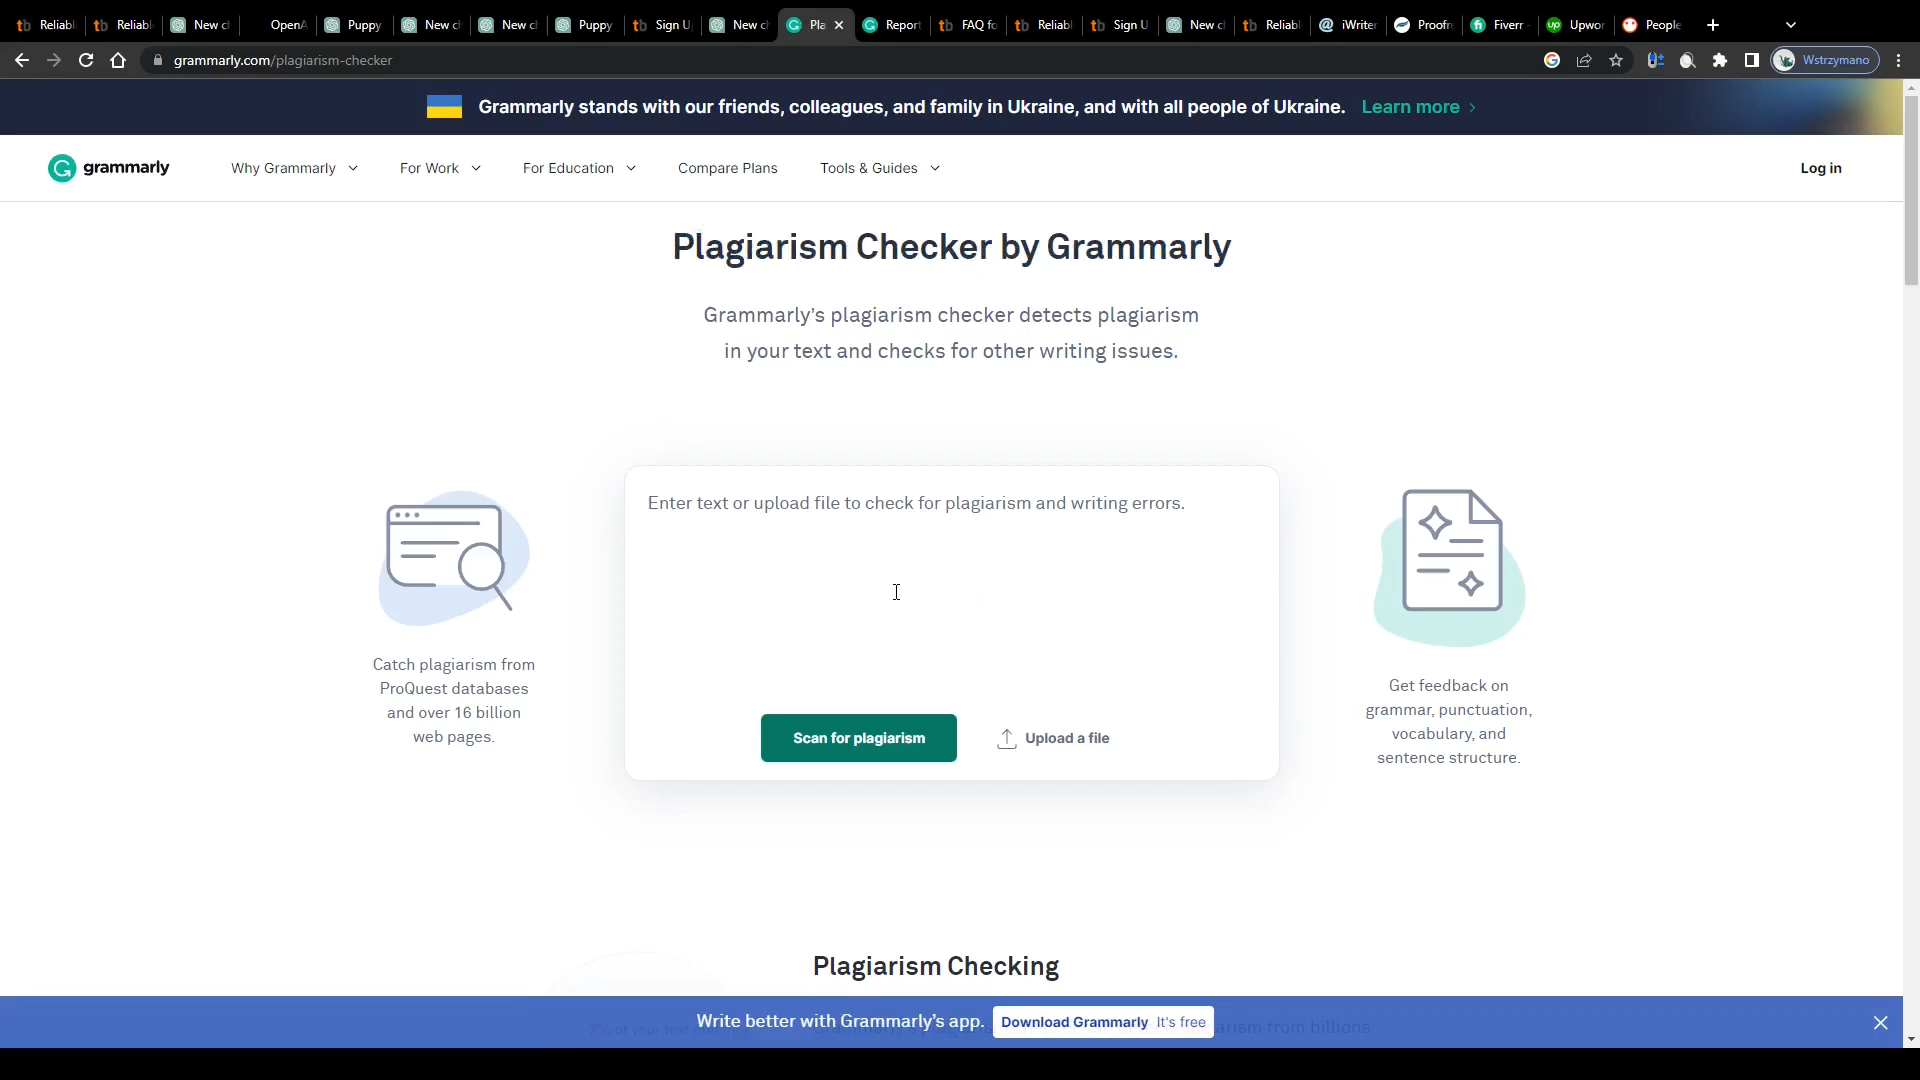 Reliabl
Reliabl
New ch
OpenA
Puppy
New ch
New ch
Puppy
Sign U
New ch
Pla
Report
FAQ fo
Reliabl
Sign U
New ch
Reliabl
iWriter
Proofre
Fiverr -
Upwor
People
grammarly.com/plagiarism-checker
Wstrzymano
Grammarly stands with our friends, colleagues, and family in Ukraine, and with all people of Ukraine. Learn more
grammarly
Why Grammarly
For Work
For Education
Compare Plans
Tools & Guides
Log in
Plagiarism Checker by Grammarly
Grammarly’s plagiarism checker detects plagiarism
in your text and checks for other writing issues.
Enter text or upload file to check for plagiarism and writing errors.
Scan for plagiarism
Upload a file
Catch plagiarism from
ProQuest databases
and over 16 billion
web pages.
Get feedback on
grammar, punctuation,
vocabulary, and
sentence structure.
Plagiarism Checking
Write better with Grammarly’s app.
Download Grammarly It's free